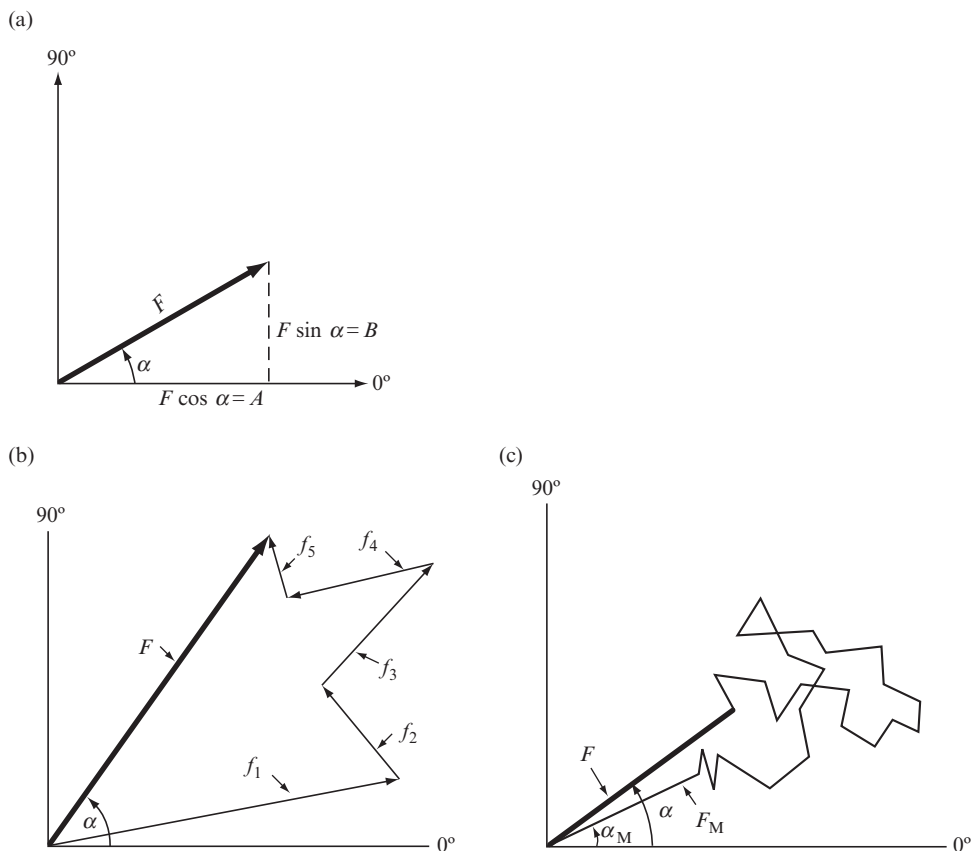 (a)
90º
F
F sin α = B
α
0º
F cos α = A
(b)
90º
f5
f4
F
f3
f2
f1
α
0º
(c)
90º
F
α
FM
αM
0º